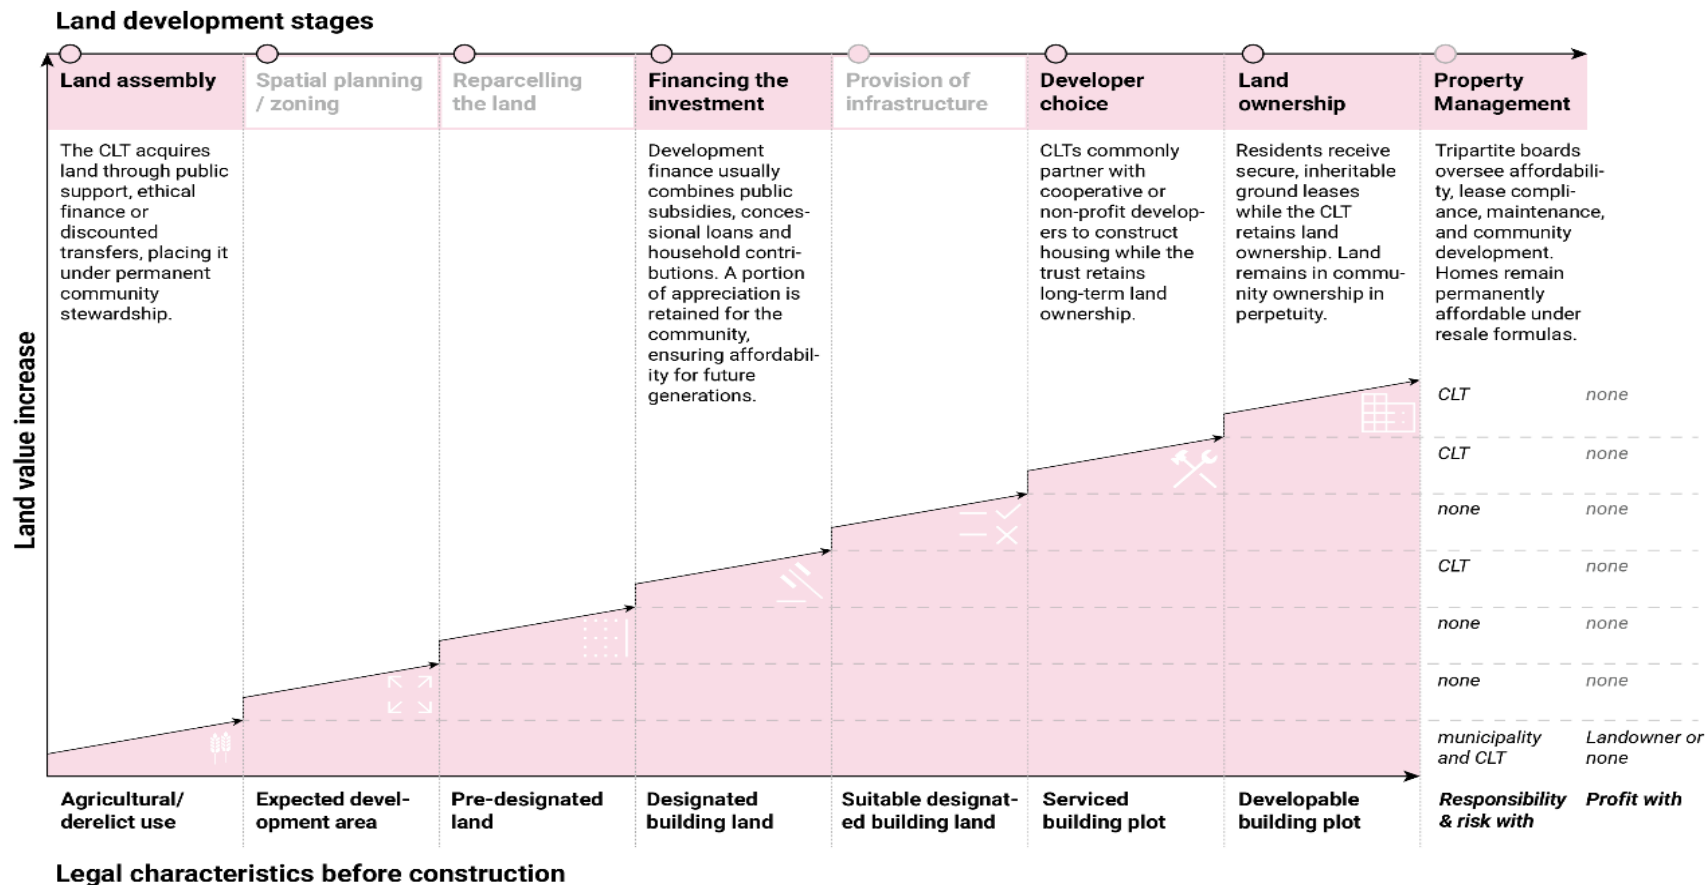 Land development stages
Land assembly
Spatial planning
/ zoning
Reparcelling
the land
Financing the
investment
Provision of
infrastructure
Developer
choice
Land
ownership
Property
Management
The CLT acquires
land through public
support, ethical
finance or
discounted
transfers, placing it
under permanent
community
stewardship.
Development
finance usually
combines public
subsidies, conces-
sional loans and
household contri-
butions. A portion
of appreciation is
retained for the
community,
ensuring affordabil-
ity for future
generations.
CLTs commonly
partner with
cooperative or
non-profit develop-
ers to construct
housing while the
trust retains
long-term land
ownership.
Residents receive
secure, inheritable
ground leases
while the CLT
retains land
ownership. Land
remains in commu-
nity ownership in
perpetuity.
Tripartite boards
oversee affordabili-
ty, lease compli-
ance, maintenance,
and community
development.
Homes remain
permanently
affordable under
resale formulas.
Land value increase
CLT none
CLT none
none none
CLT none
none none
none none
municipality
and CLT
Landowner or
none
Agricultural/
derelict use
Expected devel-
opment area
Pre-designated
land
Designated
building land
Suitable designat-
ed building land
Serviced
building plot
Developable
building plot
Responsibility
& risk with
Profit with
Legal characteristics before construction